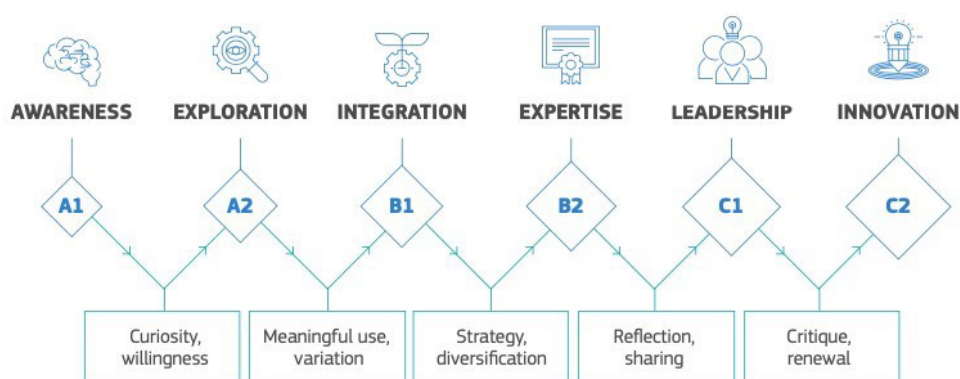 AWARENESS
EXPLORATION
INTEGRATION
EXPERTISE
LEADERSHIP
INNOVATION
A1
A2
B1
B2
C1
C2
Curiosity,
willingness
Meaningful use,
variation
Strategy,
diversification
Reflection,
sharing
Critique,
renewal